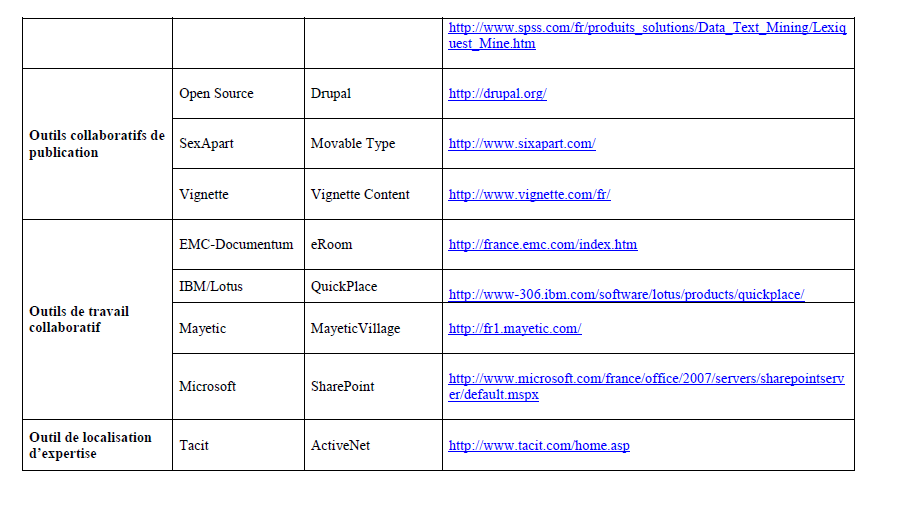 http://www.spss.com/fr/produits_solutions/Data_Text_Mining/Lexiq
uest_Mine.htm
Outils collaboratifs de
publication
Open Source Drupal http://drupal.org/
SexApart Movable Type http://www.sixapart.com/
Vignette Vignette Content http://www.vignette.com/fr/
Outils de travail
collaboratif
EMC-Documentum eRoom http://france.emc.com/index.htm
IBM/Lotus QuickPlace http://www-306.ibm.com/software/lotus/products/quickplace/
Mayetic MayeticVillage http://fr1.mayetic.com/
Microsoft SharePoint http://www.microsoft.com/france/office/2007/servers/sharepointserv
er/default.mspx
Outil de localisation
d’expertise
Tacit ActiveNet http://www.tacit.com/home.asp